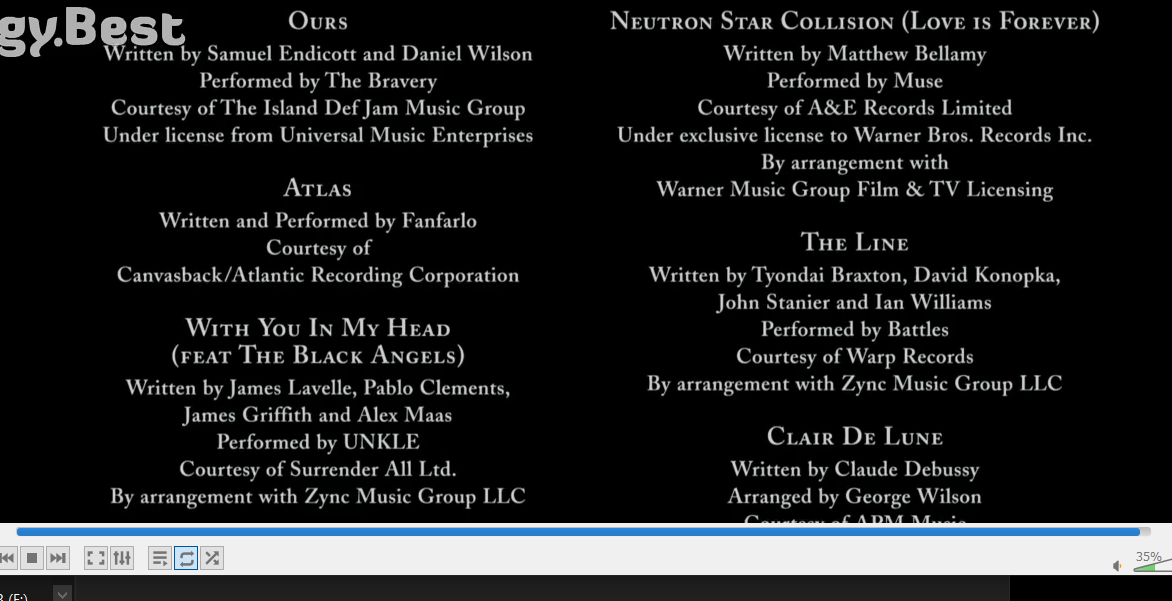 gy.Best
OURS
Written by Samuel Endicott and Daniel Wilson
Performed by The Bravery
Courtesy of The Island Def Jam Music Group
Under license from Universal Music Enterprises
ATLAS
Written and Performed by Fanfarlo
Courtesy of
Canvasback/Atlantic Recording Corporation
WITH YOU IN MY HEAD
(FEAT THE BLACK ANGELS)
Written by James Lavelle, Pablo Clements,
James Griffith and Alex Maas
Performed by UNKLE
Courtesy of Surrender All Ltd.
By arrangement with Zync Music Group LLC
NEUTRON STAR COLLISION (LOVE IS FOREVER)
Written by Matthew Bellamy
Performed by Muse
Courtesy of A&E Records Limited
Under exclusive license to Warner Bros. Records Inc.
By arrangement with
Warner Music Group Film & TV Licensing
THE LINE
Written by Tyondai Braxton, David Konopka,
John Stanier and Ian Williams
Performed by Battles
Courtesy of Warp Records
By arrangement with Zync Music Group LLC
CLAIR DE LUNE
Written by Claude Debussy
Arranged by George Wilson
Courtesy of APM Music
35%
(F:)